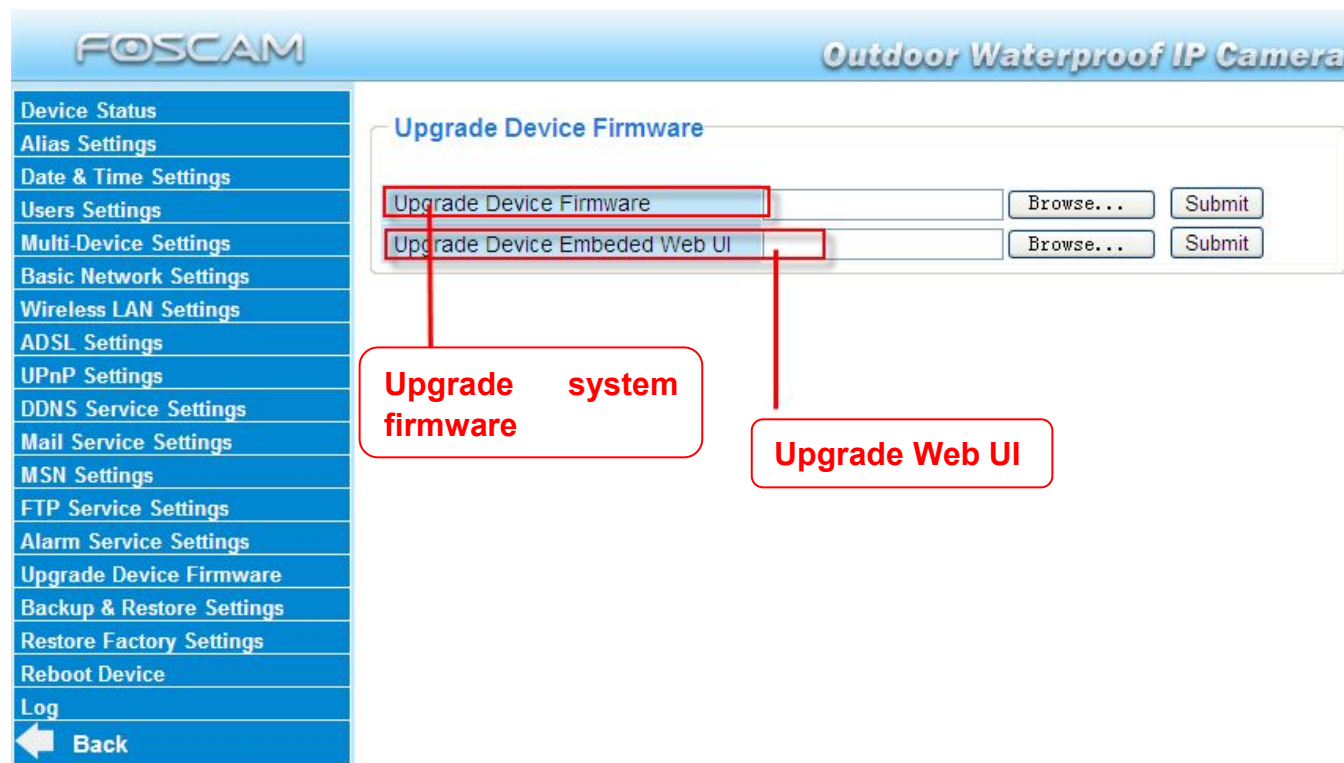 FOSCAM
Outdoor Waterproof IP Camera
Device Status
Alias Settings
Date & Time Settings
Users Settings
Multi-Device Settings
Basic Network Settings
Wireless LAN Settings
ADSL Settings
UPnP Settings
DDNS Service Settings
Mail Service Settings
MSN Settings
FTP Service Settings
Alarm Service Settings
Upgrade Device Firmware
Backup & Restore Settings
Restore Factory Settings
Reboot Device
Log
Back
Upgrade Device Firmware
Upgrade Device Firmware Browse... Submit
Upgrade Device Embeded Web UI Browse... Submit
Upgrade system
firmware
Upgrade Web UI